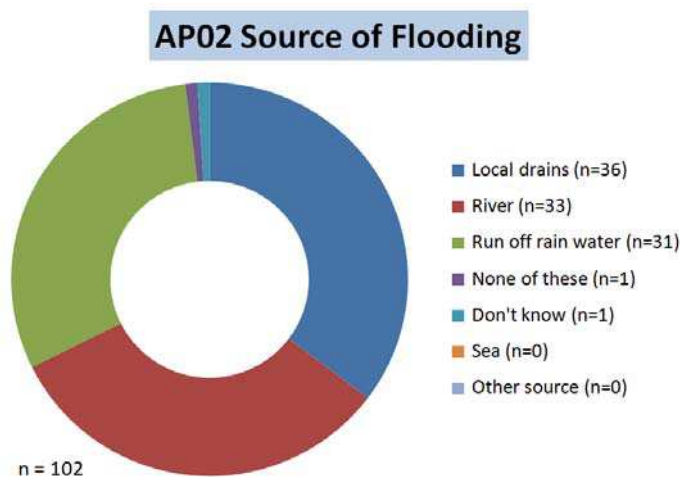 AP02 Source of Flooding
Local drains (n=36)
River (n=33)
Run off rain water (n=31)
None of these (n=1)
Don't know (n=1)
Sea (n=0)
Other source (n=0)
n = 102